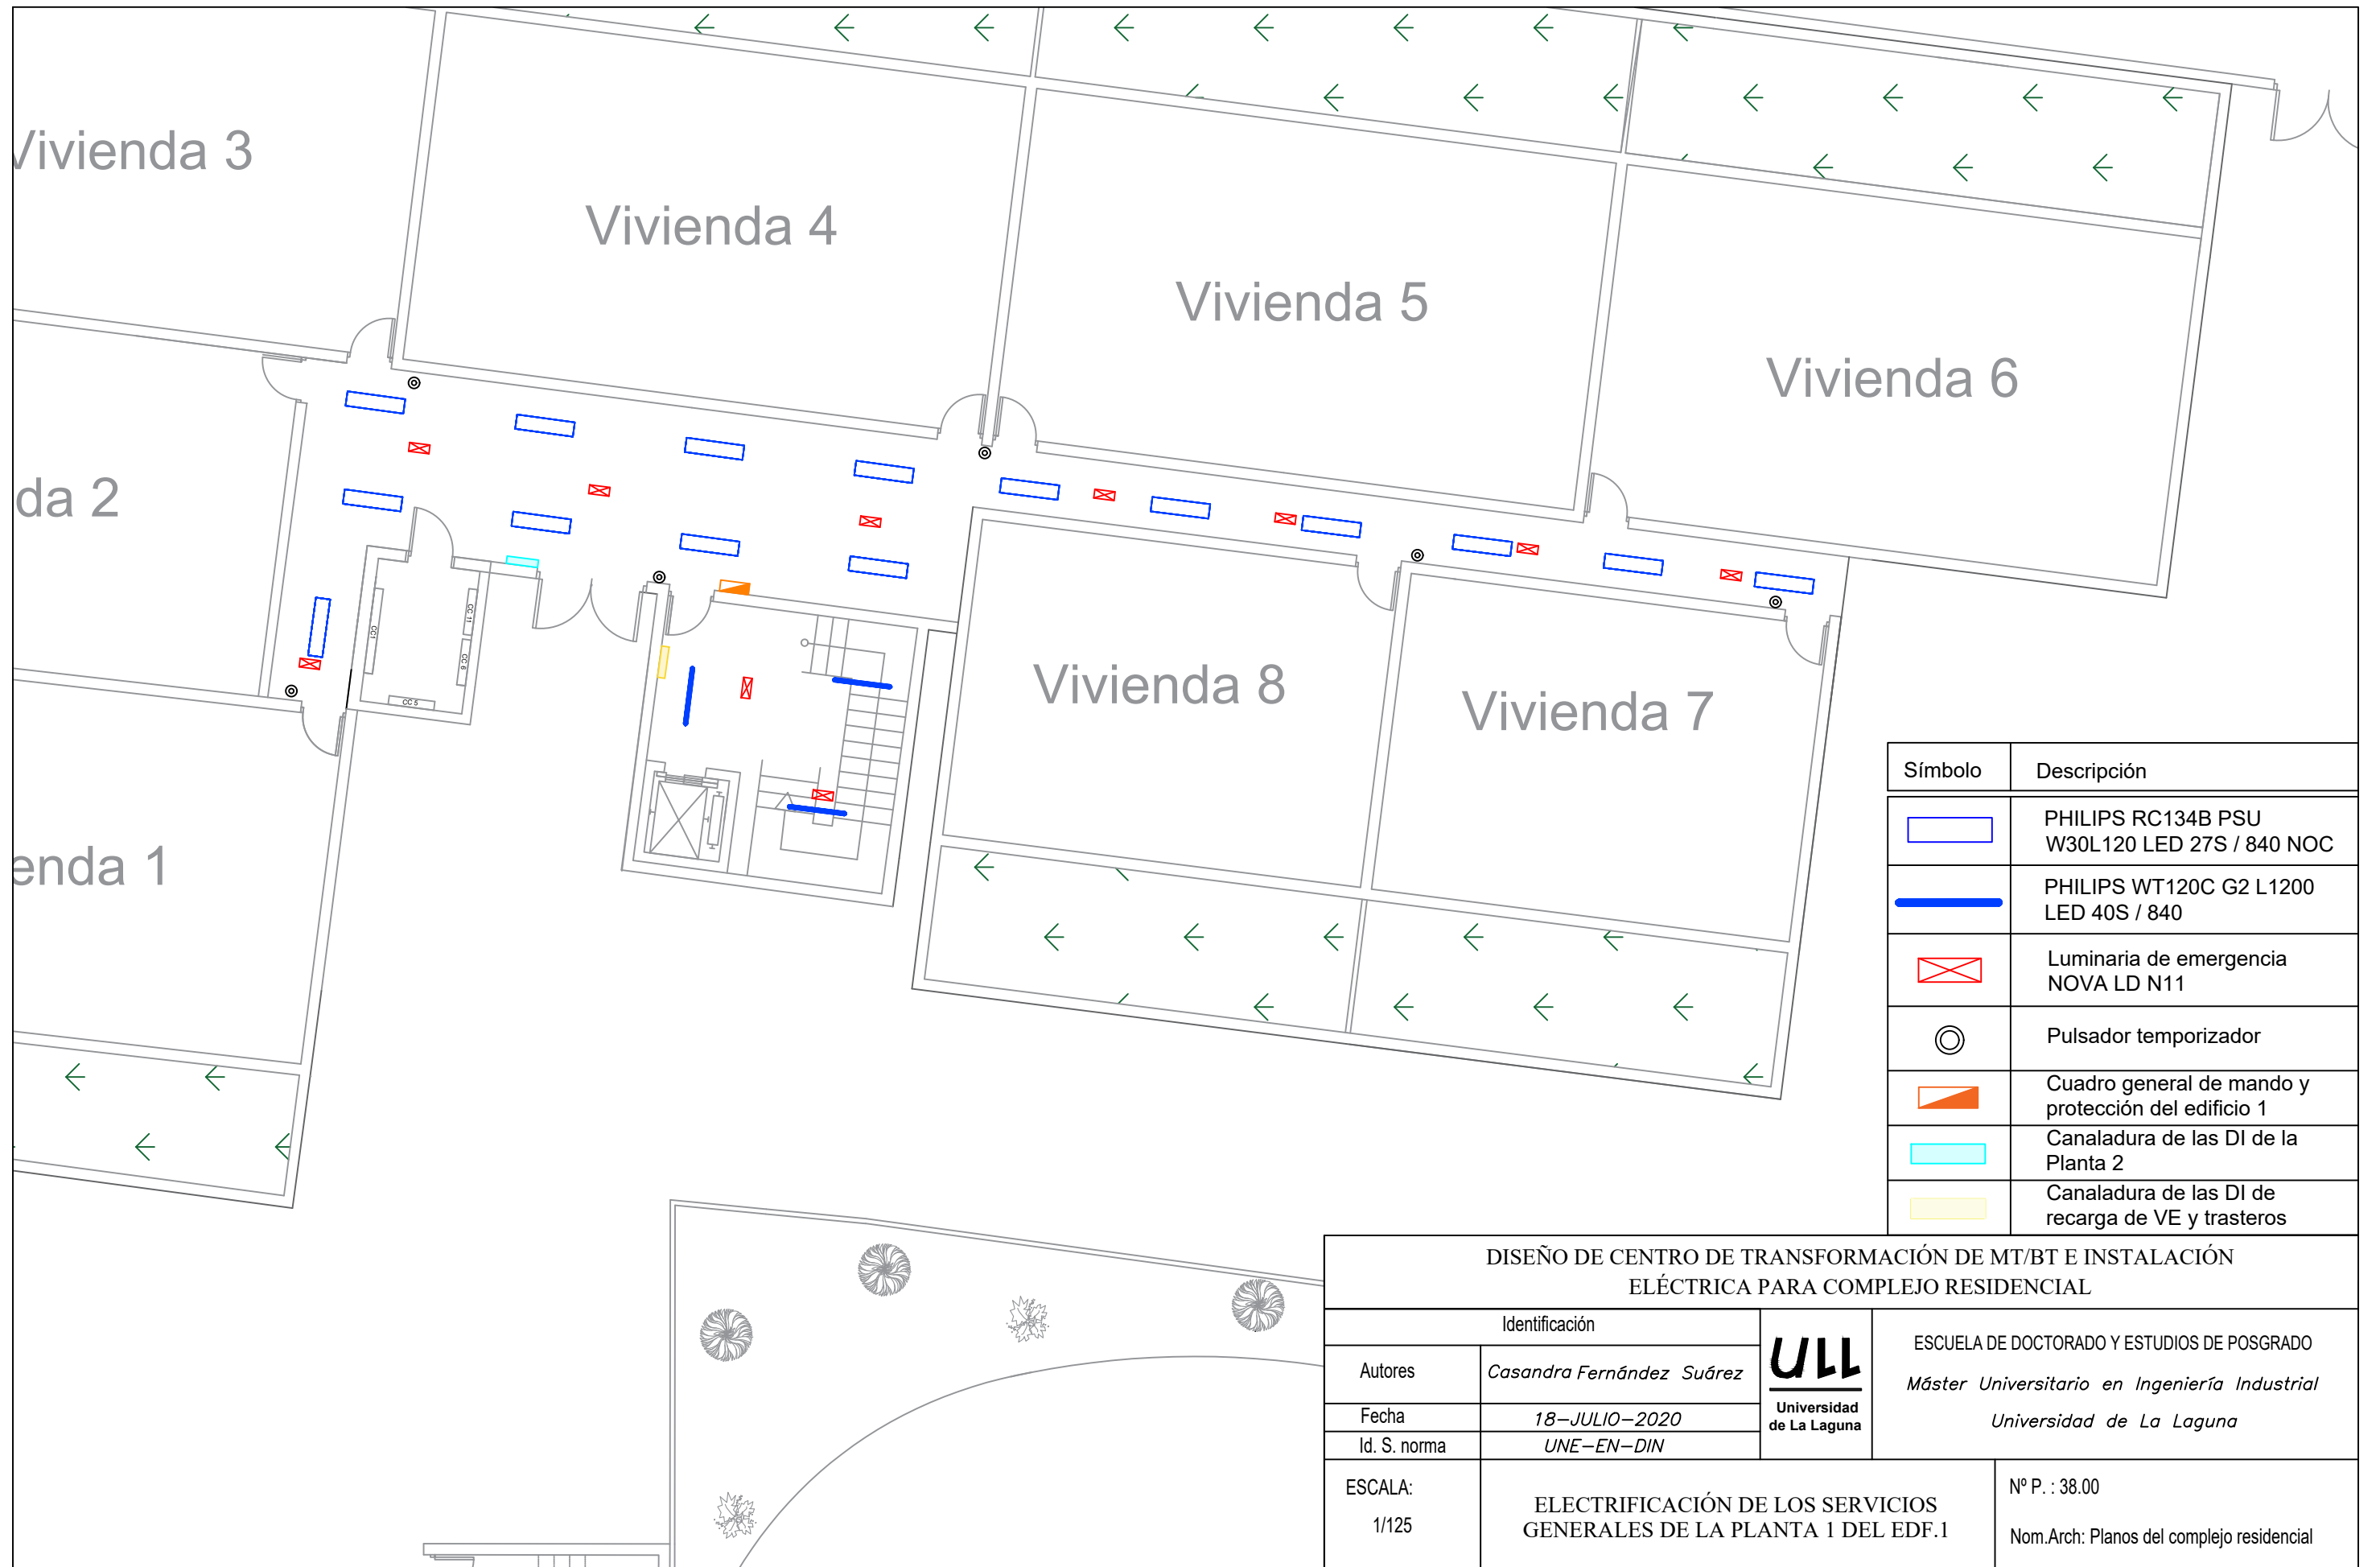 Vivienda 3
Vivienda 4
Vivienda 5
Vivienda 6
da 2
CC1
CC 11
CC 6
CC 5
Vivienda 8
Vivienda 7
enda 1
Símbolo Descripción
PHILIPS RC134B PSU
W30L120 LED 27S / 840 NOC
PHILIPS WT120C G2 L1200
LED 40S / 840
Luminaria de emergencia
NOVA LD N11
Pulsador temporizador
Cuadro general de mando y
protección del edificio 1
Canaladura de las DI de la
Planta 2
Canaladura de las DI de
recarga de VE y trasteros
DISEÑO DE CENTRO DE TRANSFORMACIÓN DE MT/BT E INSTALACIÓN
ELÉCTRICA PARA COMPLEJO RESIDENCIAL
Identificación
Autores Casandra Fernández Suárez
Fecha 18-JULIO-2020
Id. S. norma UNE-EN-DIN
ULL
Universidad
de La Laguna
ESCUELA DE DOCTORADO Y ESTUDIOS DE POSGRADO
Máster Universitario en Ingeniería Industrial
Universidad de La Laguna
ESCALA:
1/125
ELECTRIFICACIÓN DE LOS SERVICIOS
GENERALES DE LA PLANTA 1 DEL EDF.1
Nº P. : 38.00
Nom.Arch: Planos del complejo residencial